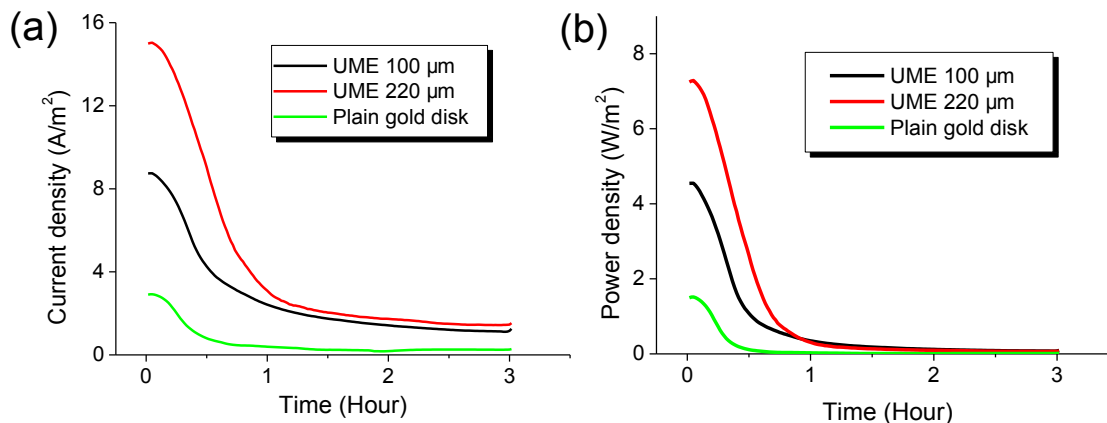 (a)
16
12
8
4
0
Current density (A/m²)
UME 100 µm
UME 220 µm
Plain gold disk
0 1 2 3
Time (Hour)
(b)
8
6
4
2
0
Power density (W/m²)
UME 100 µm
UME 220 µm
Plain gold disk
0 1 2 3
Time (Hour)